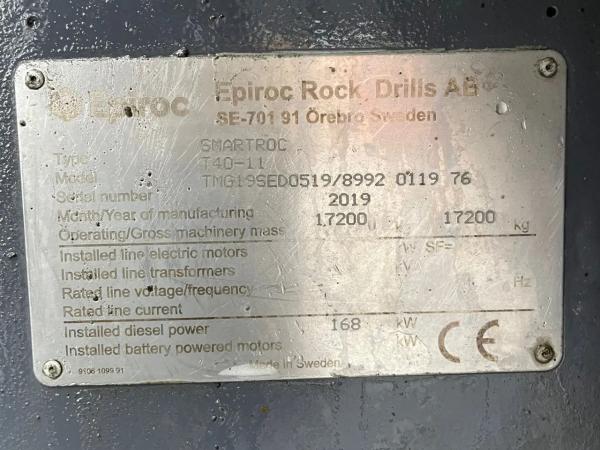 Epiroc
Epiroc Rock Drills AB
SE-701 91 Örebro Sweden
Type SMARTROC
Model T40-11
Serial number TMG19SED0519/8992 0119 76
Month/Year of manufacturing 2019
Operating/Gross machinery mass 17200 k 17200 kg
Installed line electric motors kW SF=
Installed line transformers kV
Rated line voltage/frequency Hz
Rated line current
Installed diesel power 168 kW
Installed battery powered motors kW
CE
Made in Sweden
9106 1099 91